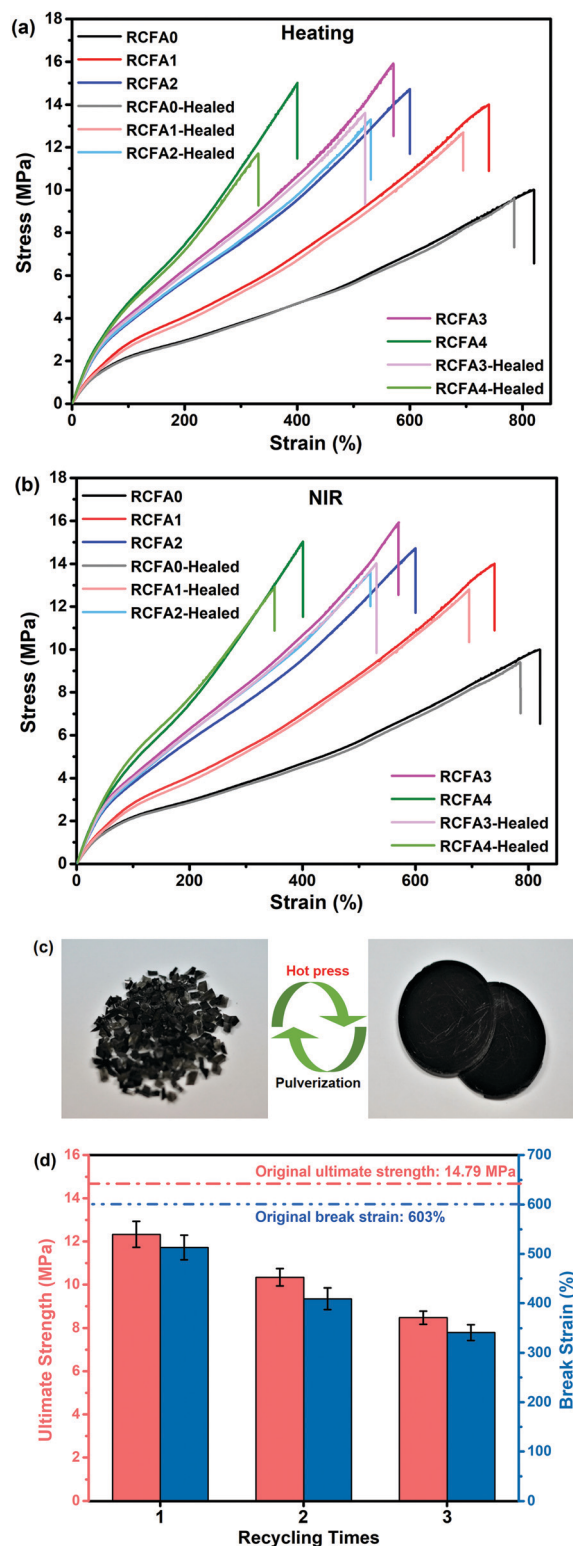 (a)
Heating
RCFA0
RCFA1
RCFA2
RCFA0-Healed
RCFA1-Healed
RCFA2-Healed
RCFA3
RCFA4
RCFA3-Healed
RCFA4-Healed
18
16
14
12
10
8
6
4
2
0
Stress (MPa)
0 200 400 600 800
Strain (%)
(b)
NIR
RCFA0
RCFA1
RCFA2
RCFA0-Healed
RCFA1-Healed
RCFA2-Healed
RCFA3
RCFA4
RCFA3-Healed
RCFA4-Healed
18
16
14
12
10
8
6
4
2
0
Stress (MPa)
0 200 400 600 800
Strain (%)
(c)
Hot press
Pulverization
(d)
Original ultimate strength: 14.79 MPa
Original break strain: 603%
16
14
12
10
8
6
4
2
0
Ultimate Strength (MPa)
700
600
500
400
300
200
100
0
Break Strain (%)
1 2 3
Recycling Times